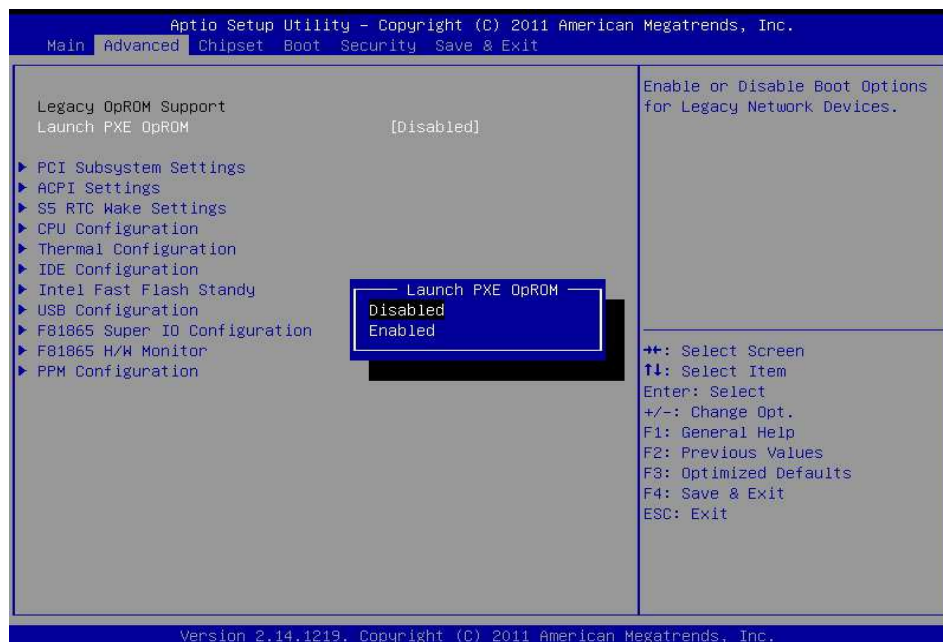 Aptio Setup Utility – Copyright (C) 2011 American Megatrends, Inc.
Main Advanced Chipset Boot Security Save & Exit
Legacy OpROM Support
Launch PXE OpROM [Disabled]
PCI Subsystem Settings
ACPI Settings
S5 RTC Wake Settings
CPU Configuration
Thermal Configuration
IDE Configuration
Intel Fast Flash Standy
USB Configuration
F81865 Super IO Configuration
F81865 H/W Monitor
PPM Configuration
Launch PXE OpROM
Disabled
Enabled
Enable or Disable Boot Options
for Legacy Network Devices.
→←: Select Screen
↑↓: Select Item
Enter: Select
+/-: Change Opt.
F1: General Help
F2: Previous Values
F3: Optimized Defaults
F4: Save & Exit
ESC: Exit
Version 2.14.1219. Copyright (C) 2011 American Megatrends, Inc.